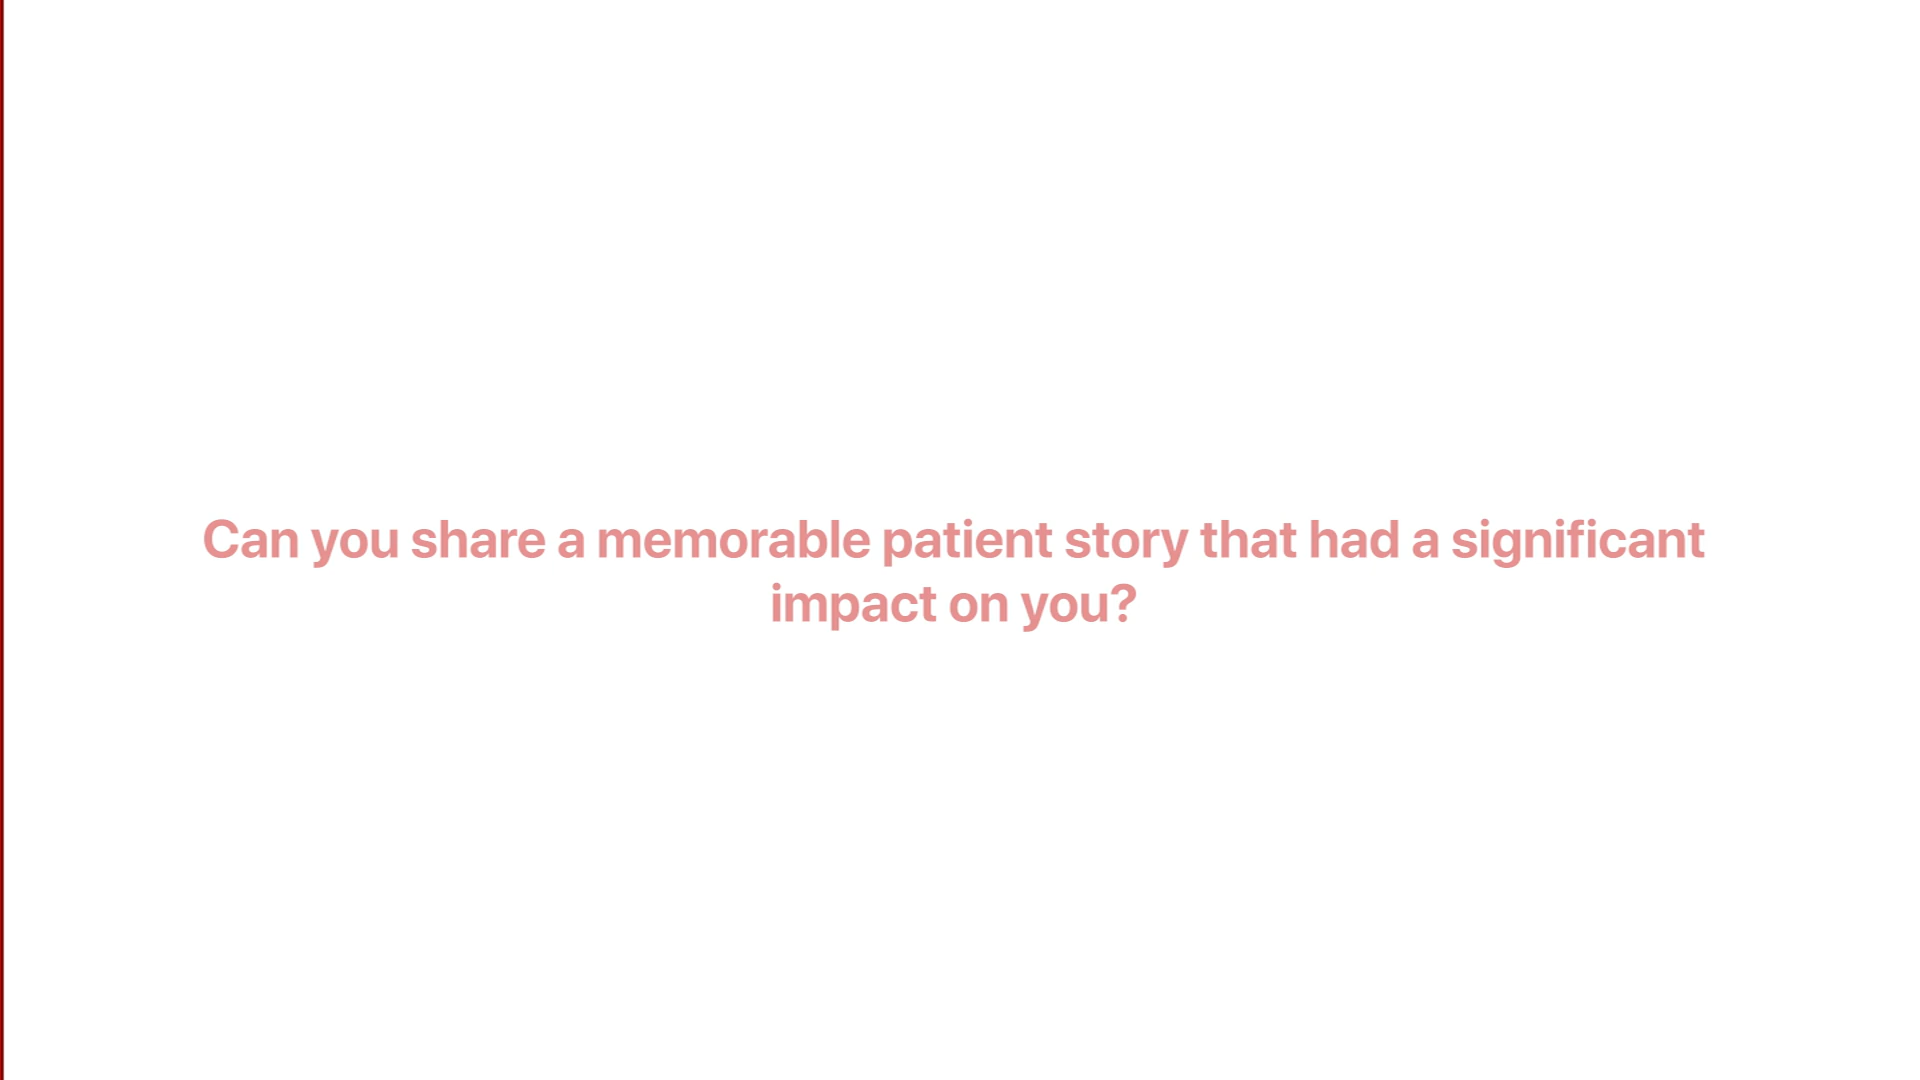 Can you share a memorable patient story that had a significant
impact on you?